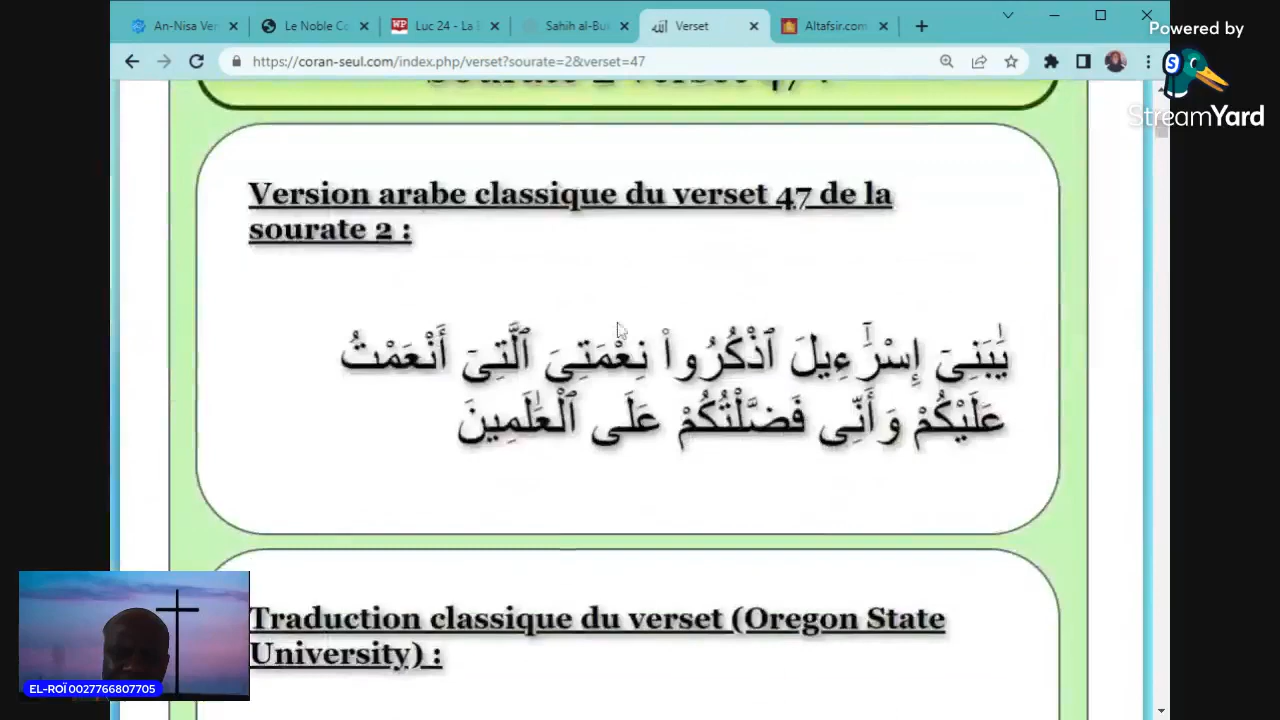 An-Nisa Ver
Le Noble Co
Luc 24 - La
Sahih al-Bu
Verset
Altafsir.com
Powered by
StreamYard
https://coran-seul.com/index.php/verset?sourate=2&verset=47
Version arabe classique du verset 47 de la
sourate 2 :
يَٰبَنِىٓ إِسْرَٰٓءِيلَ ٱذْكُرُوا۟ نِعْمَتِىَ ٱلَّتِىٓ أَنْعَمْتُ
عَلَيْكُمْ وَأَنِّى فَضَّلْتُكُمْ عَلَى ٱلْعَٰلَمِينَ
Traduction classique du verset (Oregon State
University) :
EL-ROÏ 0027766807705